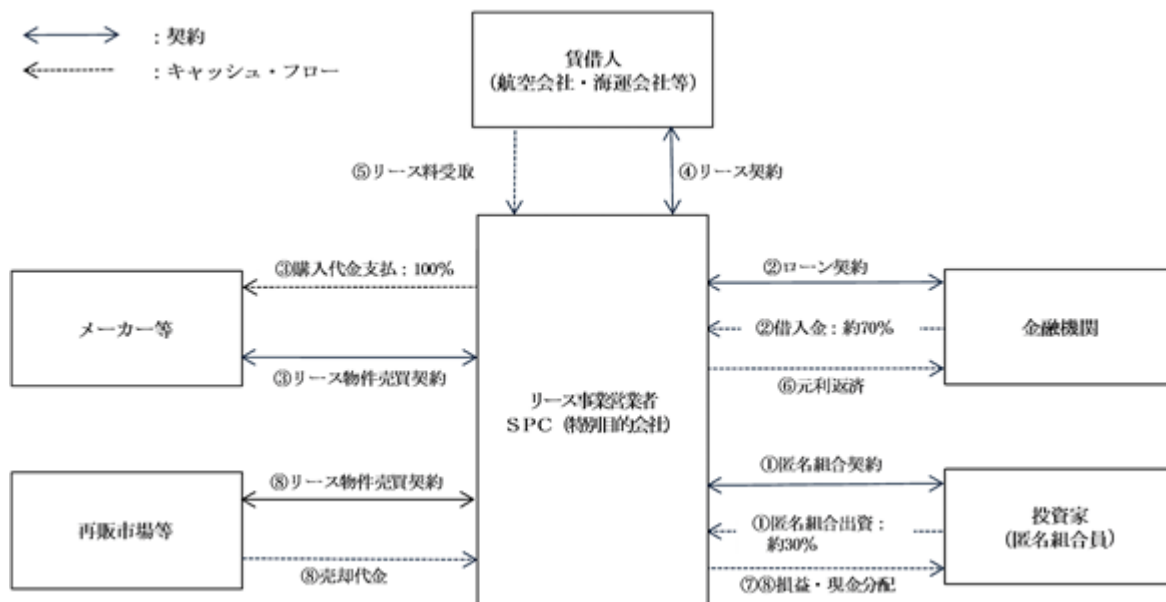 ：契約
：キャッシュ・フロー
賃借人
（航空会社・海運会社等）
⑤リース料受取
④リース契約
③購入代金支払：100％
メーカー等
③リース物件売買契約
②ローン契約
②借入金：約70％
金融機関
⑥元利返済
リース事業営業者
ＳＰＣ（特別目的会社）
⑧リース物件売買契約
再販市場等
⑧売却代金
①匿名組合契約
①匿名組合出資：
約30％
投資家
（匿名組合員）
⑦⑧損益・現金分配